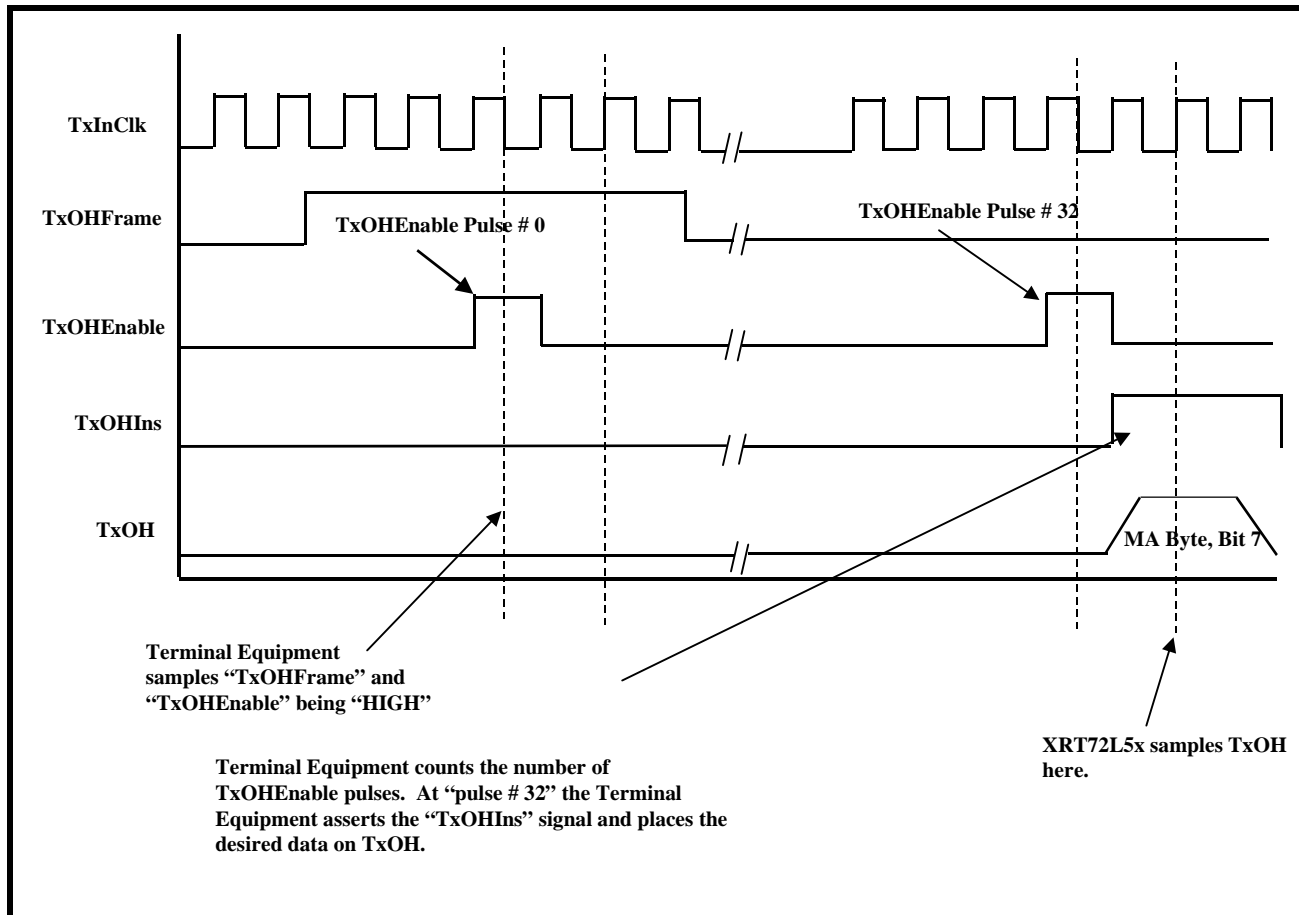 TxInClk
TxOHFrame
TxOHEnable Pulse # 0
TxOHEnable Pulse # 32
TxOHEnable
TxOHIns
TxOH
MA Byte, Bit 7
Terminal Equipment
samples “TxOHFrame” and
“TxOHEnable” being “HIGH”
XRT72L5x samples TxOH
here.
Terminal Equipment counts the number of
TxOHEnable pulses. At “pulse # 32” the Terminal
Equipment asserts the “TxOHIns” signal and places the
desired data on TxOH.